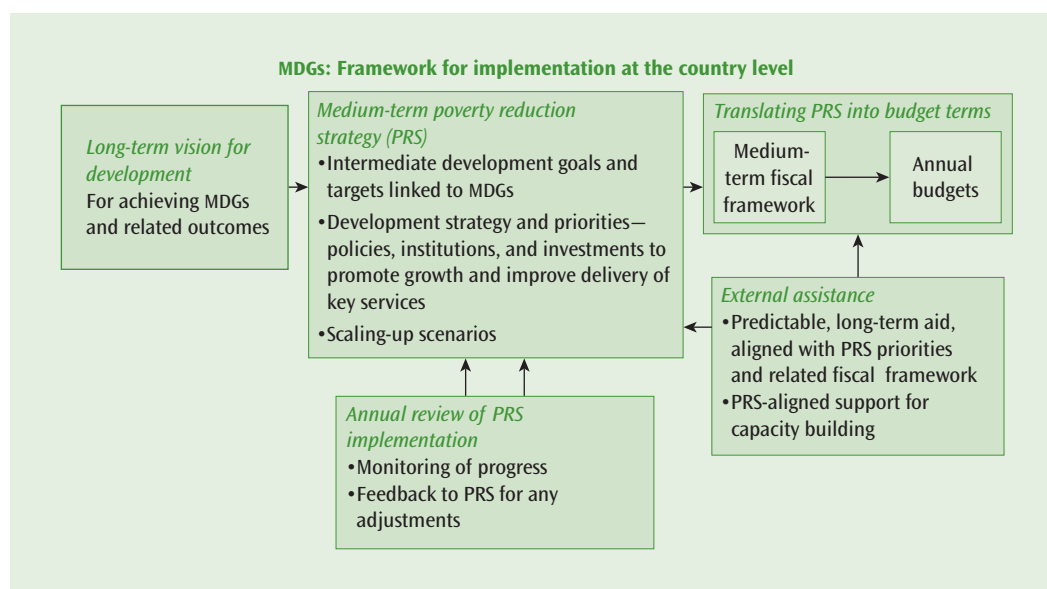 MDGs: Framework for implementation at the country level
Long-term vision for
development
For achieving MDGs
and related outcomes
Medium-term poverty reduction
strategy (PRS)
•Intermediate development goals and
targets linked to MDGs
•Development strategy and priorities—
policies, institutions, and investments to
promote growth and improve delivery of
key services
•Scaling-up scenarios
Translating PRS into budget terms
Medium-
term fiscal
framework
Annual
budgets
External assistance
•Predictable, long-term aid,
aligned with PRS priorities
and related fiscal framework
•PRS-aligned support for
capacity building
Annual review of PRS
implementation
•Monitoring of progress
•Feedback to PRS for any
adjustments